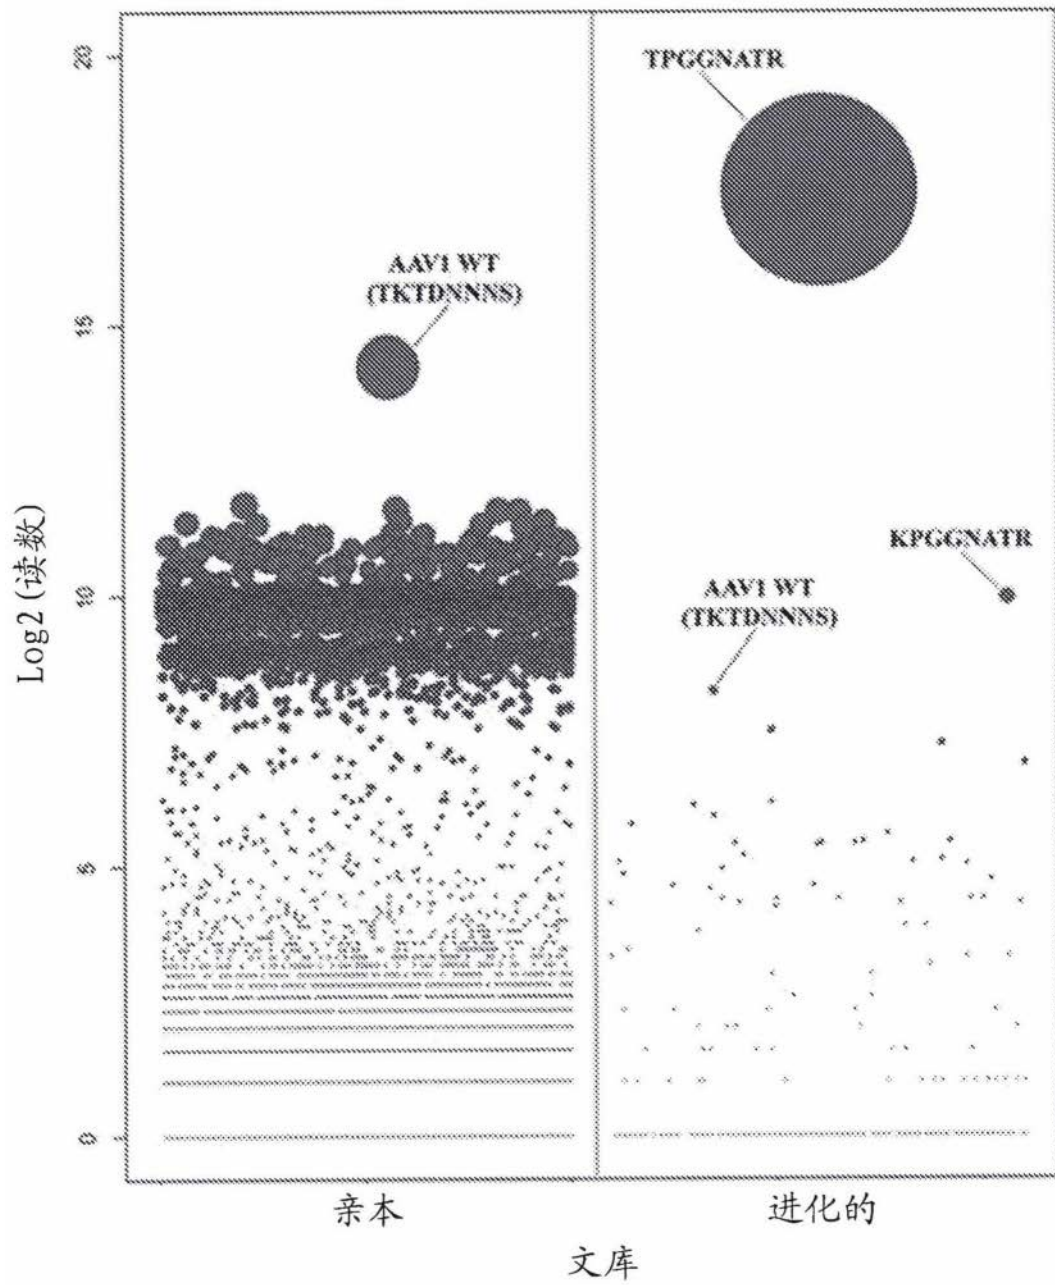 20
TPGGNATR
AAV1 WT
(TKTDNNNS)
15
Log2 (读数)
KPGGNATR
10
AAV1 WT
(TKTDNNNS)
5
0
亲本
进化的
文库